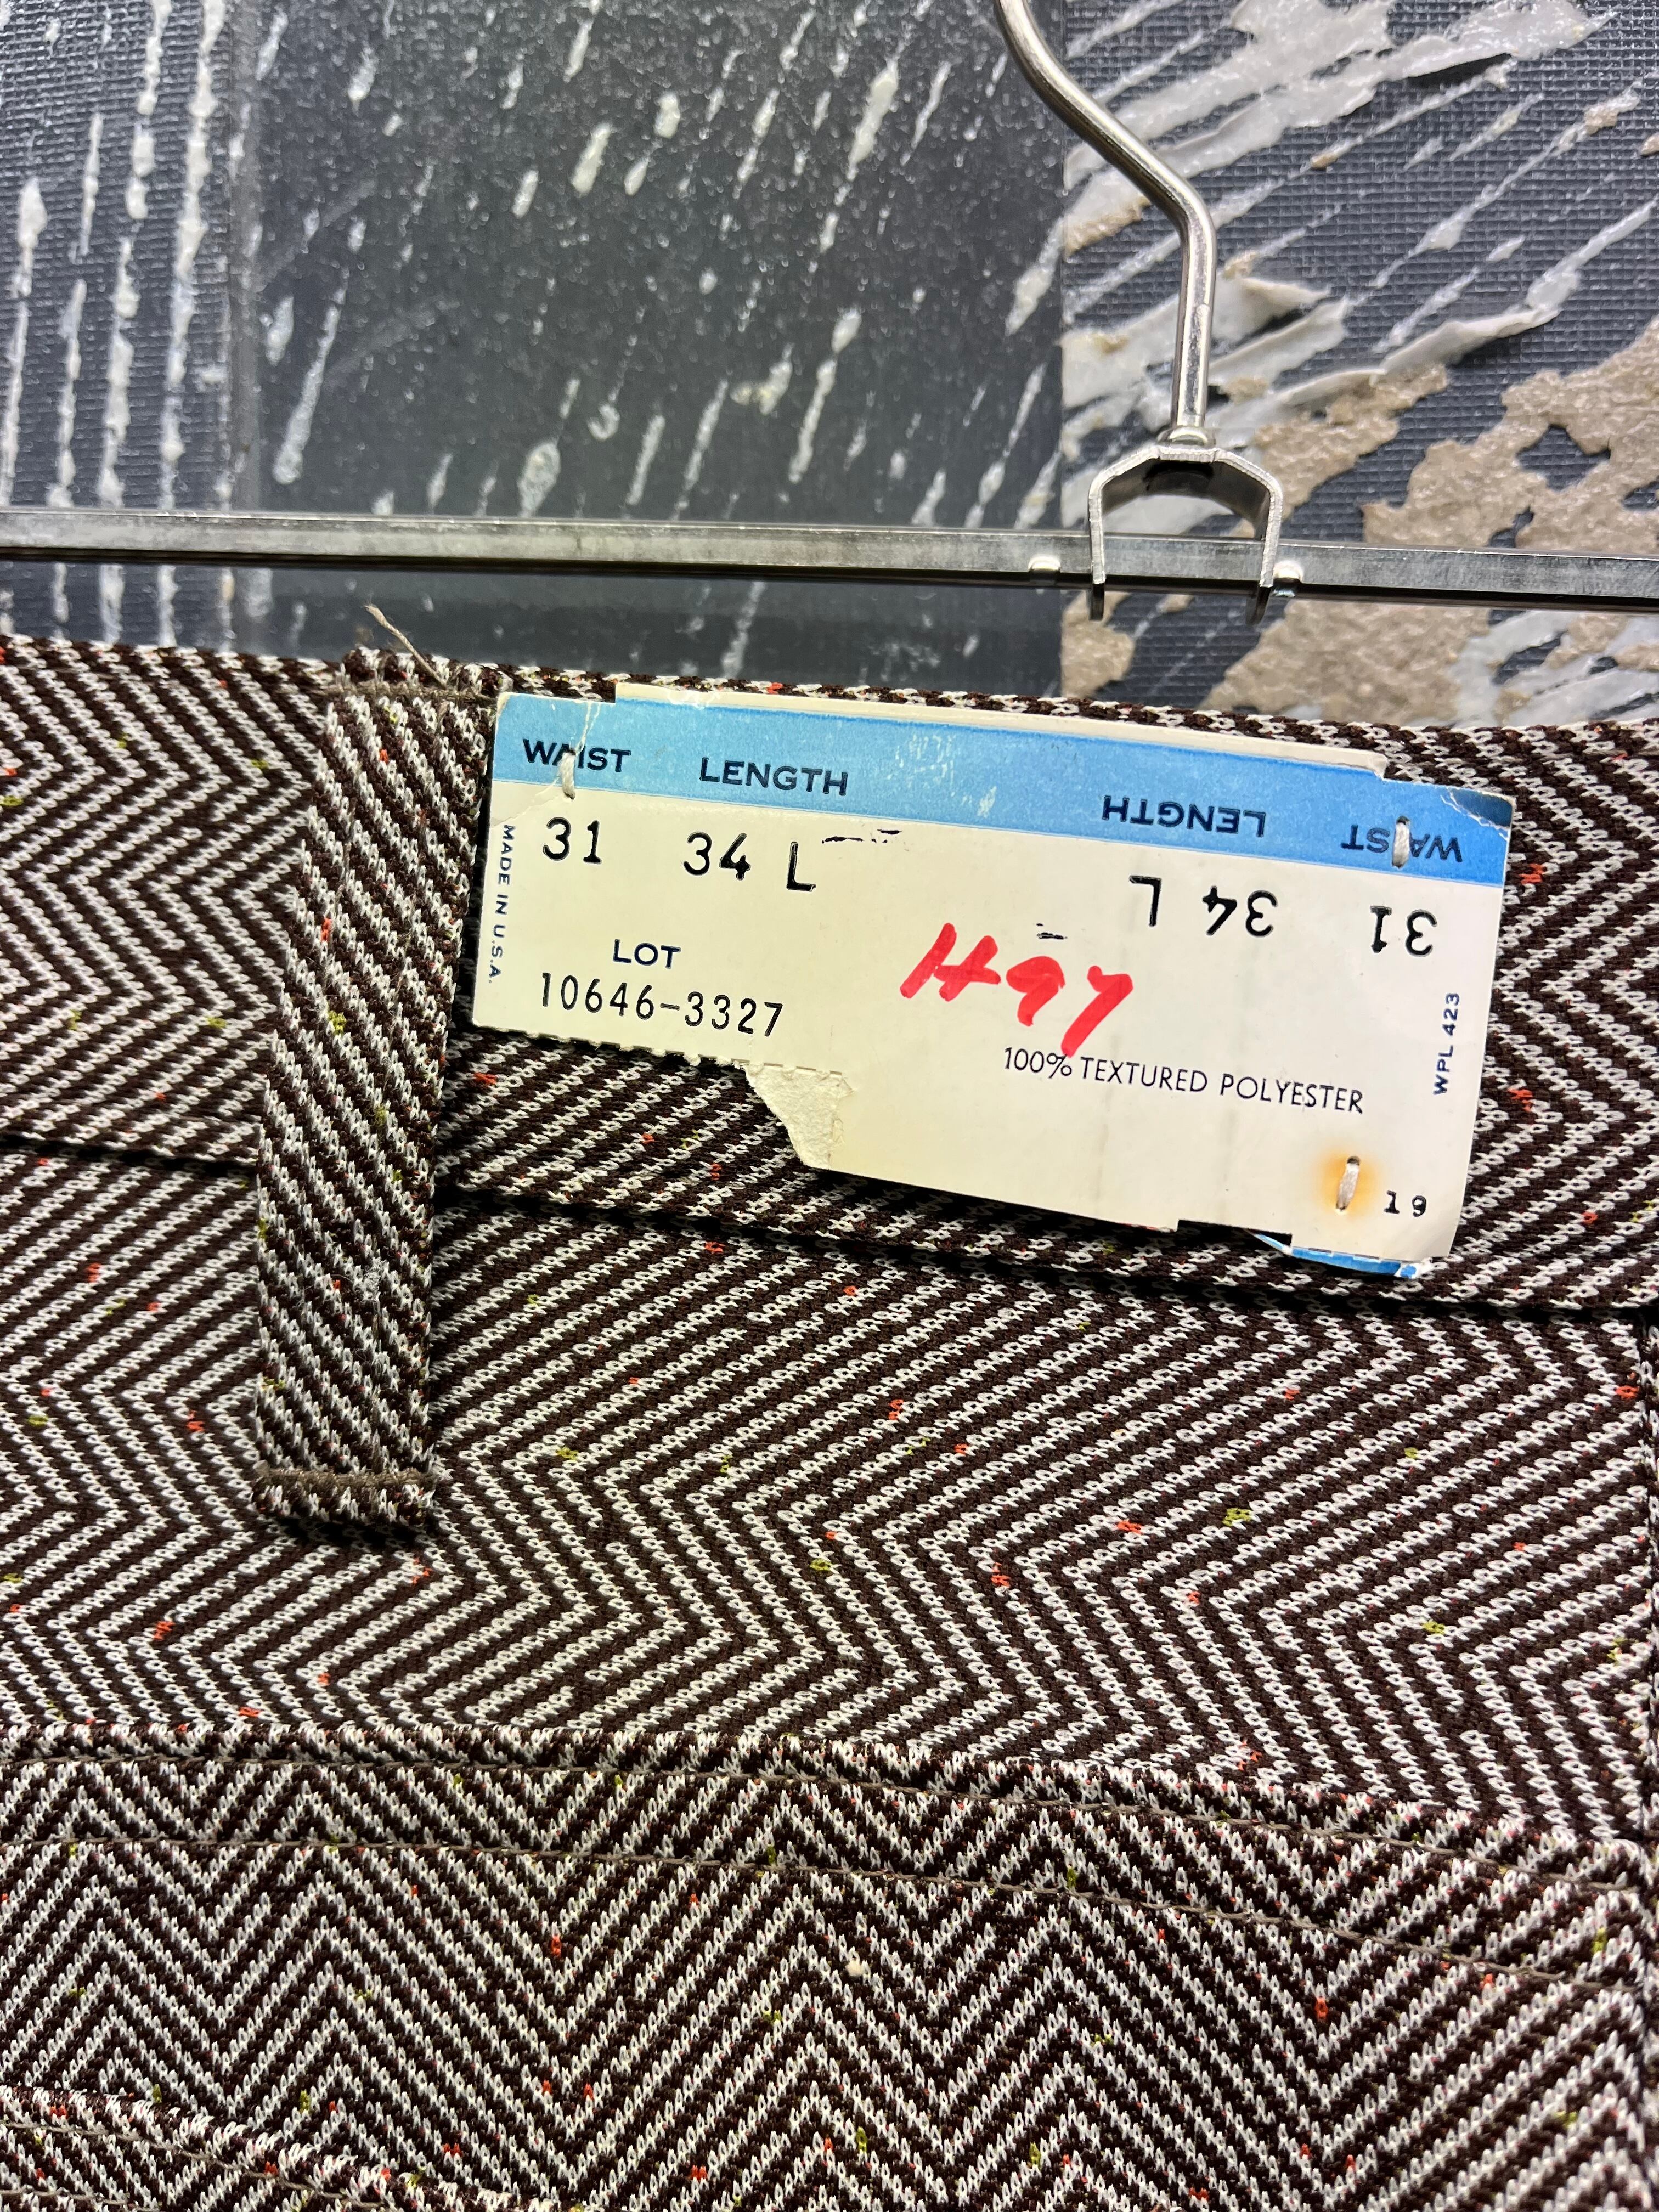 WAIST LENGTH
31 34 L
MADE IN U.S.A.
LOT
10646-3327
LENGTH WAIST
34 L 31
100% TEXTURED POLYESTER
WPL 423
19